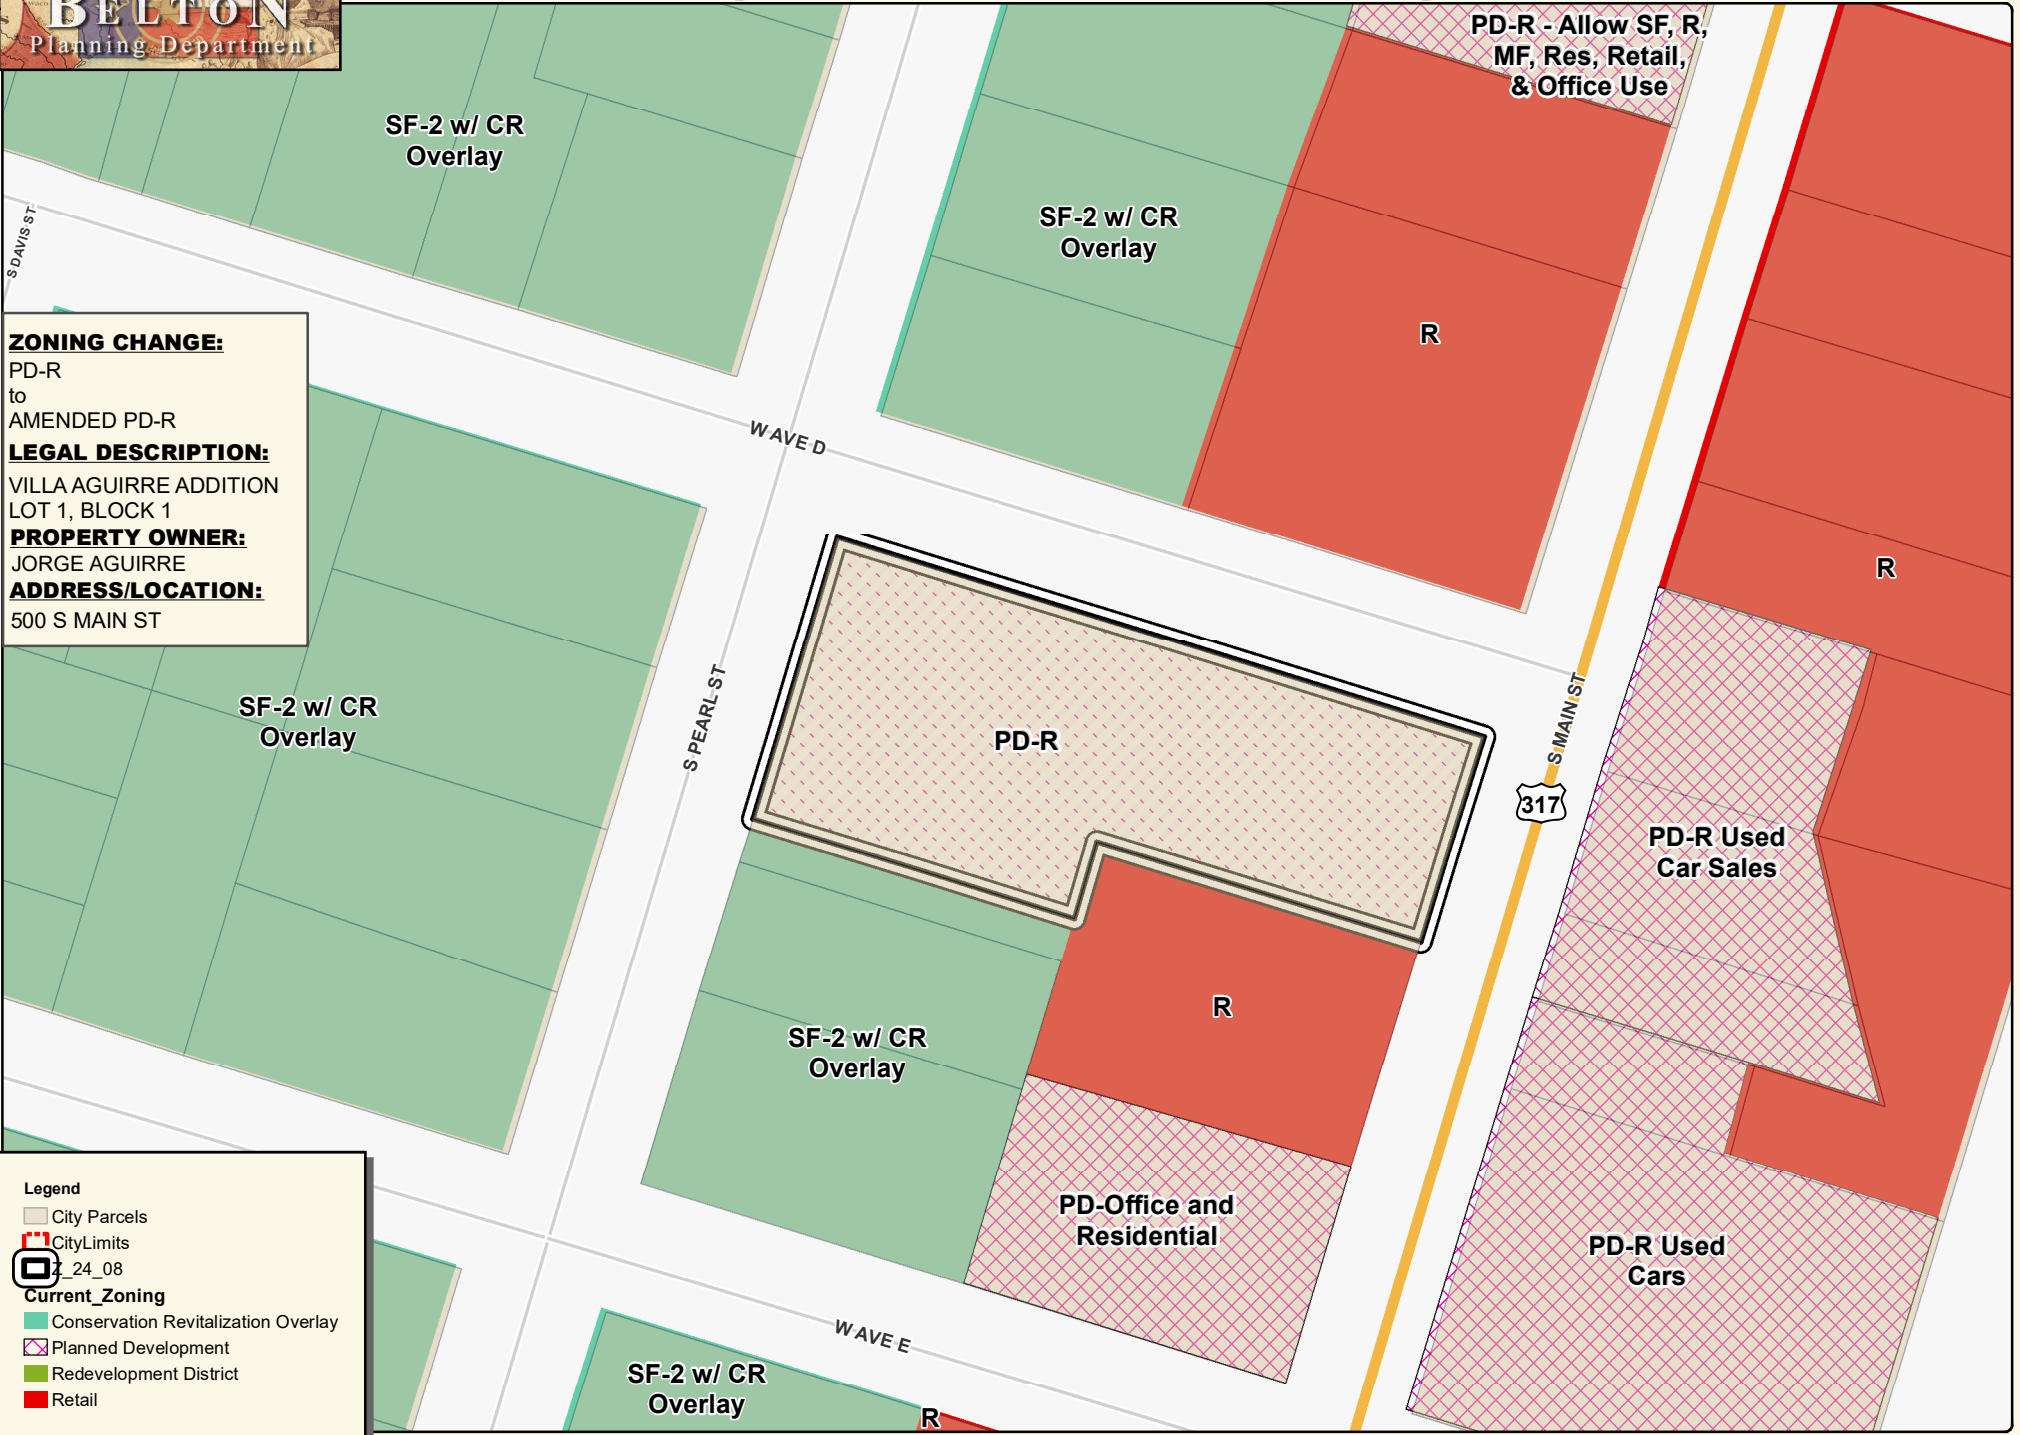 BELTON
Planning Department
PD-R - Allow SF, R,
MF, Res, Retail,
& Office Use
SF-2 w/ CR
Overlay
SF-2 w/ CR
Overlay
R
S DAVIS ST
ZONING CHANGE:
PD-R
to
AMENDED PD-R
LEGAL DESCRIPTION:
VILLA AGUIRRE ADDITION
LOT 1, BLOCK 1
PROPERTY OWNER:
JORGE AGUIRRE
ADDRESS/LOCATION:
500 S MAIN ST
W AVE D
R
SF-2 w/ CR
Overlay
S PEARL ST
PD-R
S MAIN ST
317
PD-R Used
Car Sales
SF-2 w/ CR
Overlay
R
PD-Office and
Residential
PD-R Used
Cars
W AVE E
SF-2 w/ CR
Overlay
R
Legend
City Parcels
CityLimits
Z_24_08
Current_Zoning
Conservation Revitalization Overlay
Planned Development
Redevelopment District
Retail